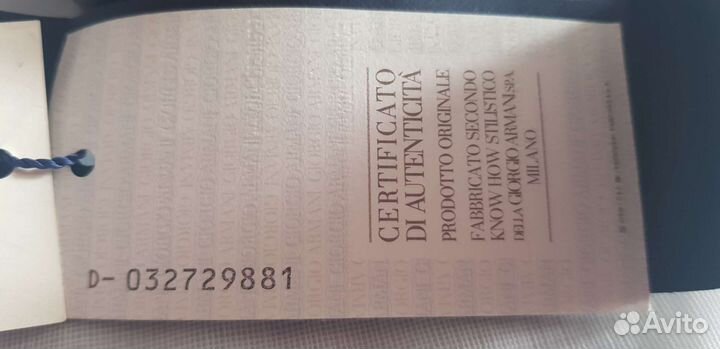 CERTIFICATO
DI AUTENTICITÀ
PRODOTTO ORIGINALE
FABBRICATO SECONDO
KNOW HOW STILISTICO
DELLA GIORGIO ARMANI SPA
MILANO
D-032729881
Avito